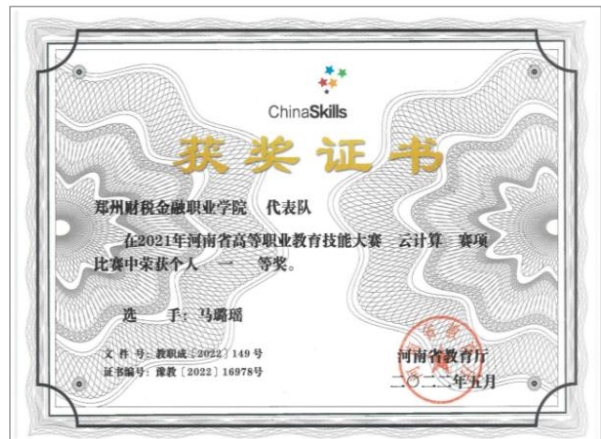 ChinaSkills
获奖证书
郑州财税金融职业学院 代表队
在2021年河南省高等职业教育技能大赛 云计算 赛项
比赛中荣获个人 一 等奖。
选 手：马璐瑶
文 件 号：教职成〔2022〕149号
证书编号：豫教〔2022〕16978号
河南省教育厅
二〇二二年五月